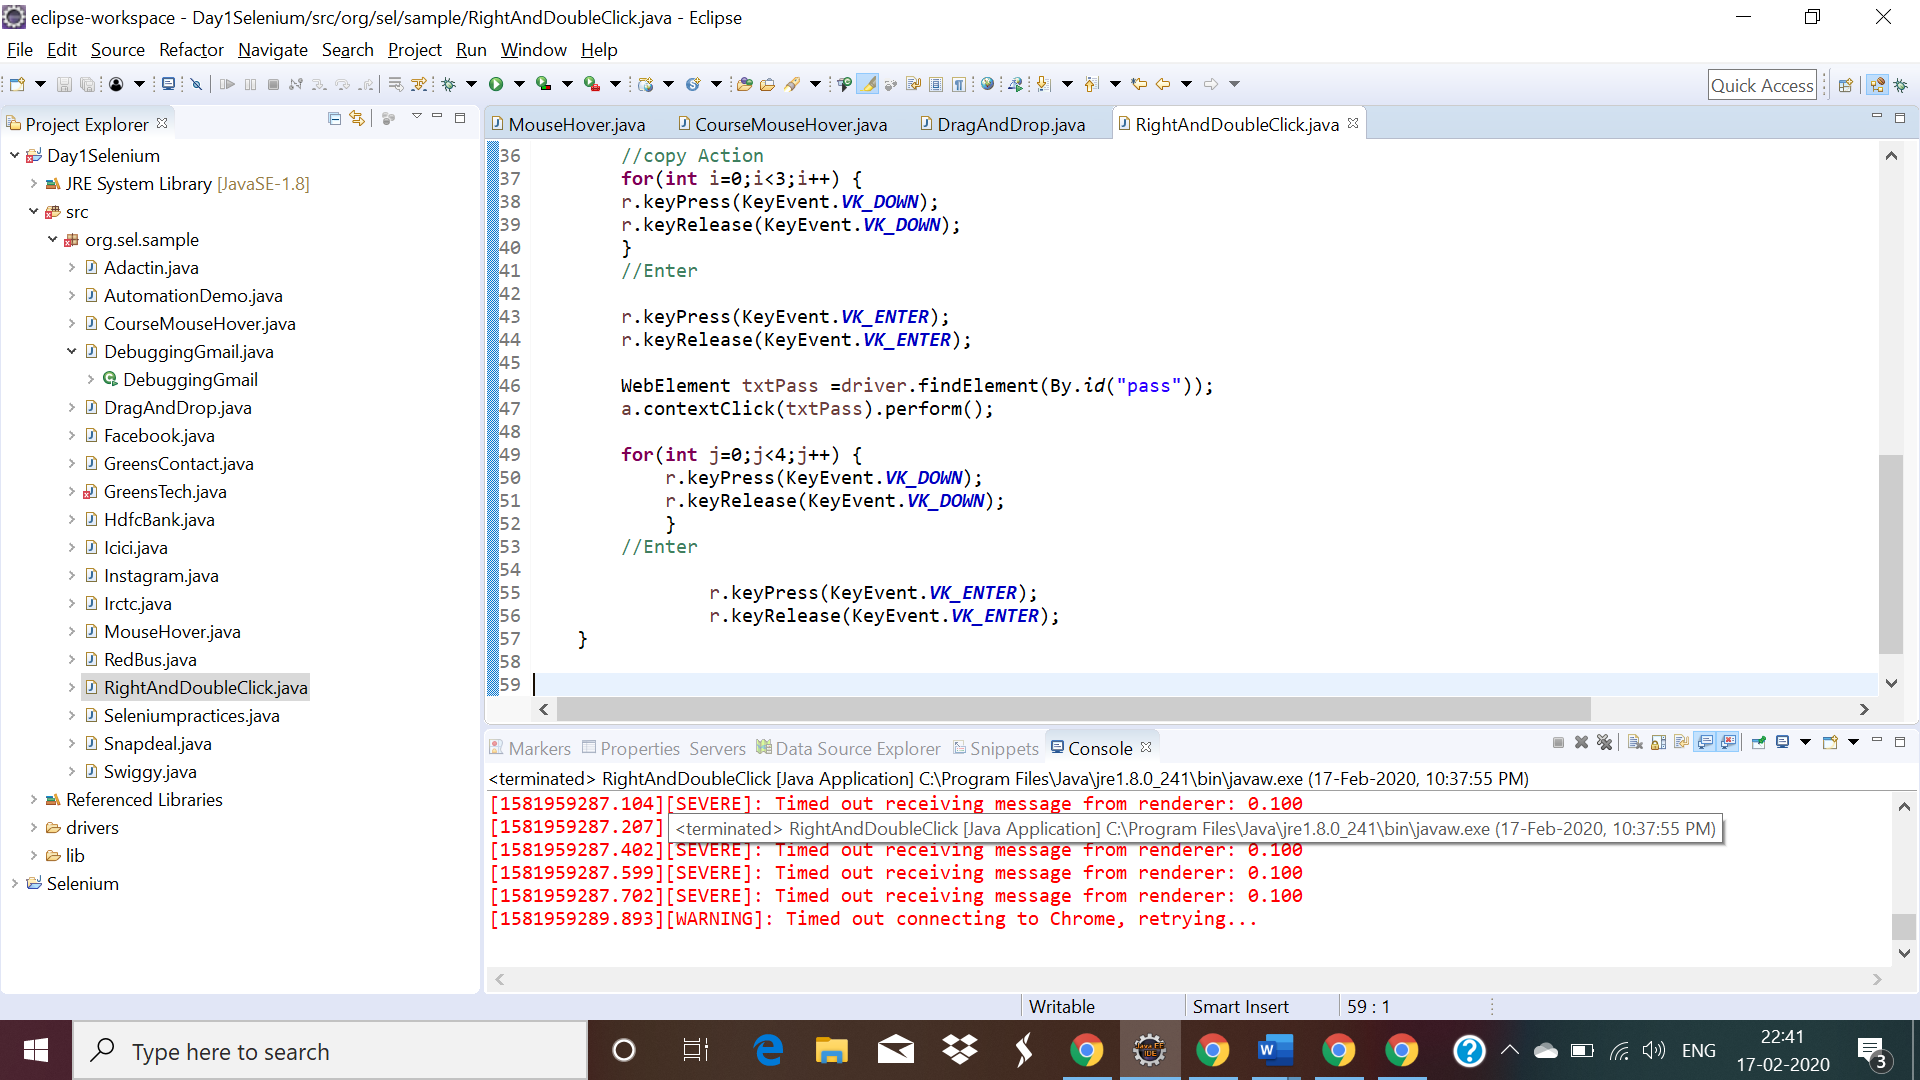 eclipse-workspace - Day1Selenium/src/org/sel/sample/RightAndDoubleClick.java - Eclipse
File Edit Source Refactor Navigate Search Project Run Window Help
Quick Access
Project Explorer
Day1Selenium
JRE System Library [JavaSE-1.8]
src
org.sel.sample
Adactin.java
AutomationDemo.java
CourseMouseHover.java
DebuggingGmail.java
DebuggingGmail
DragAndDrop.java
Facebook.java
GreensContact.java
GreensTech.java
HdfcBank.java
Icici.java
Instagram.java
Irctc.java
MouseHover.java
RedBus.java
RightAndDoubleClick.java
Seleniumpractices.java
Snapdeal.java
Swiggy.java
Referenced Libraries
drivers
lib
Selenium
MouseHover.java CourseMouseHover.java DragAndDrop.java RightAndDoubleClick.java
36 //copy Action
37 for(int i=0;i<3;i++) {
38 r.keyPress(KeyEvent.VK_DOWN);
39 r.keyRelease(KeyEvent.VK_DOWN);
40 }
41 //Enter
42
43 r.keyPress(KeyEvent.VK_ENTER);
44 r.keyRelease(KeyEvent.VK_ENTER);
45
46 WebElement txtPass =driver.findElement(By.id("pass"));
47 a.contextClick(txtPass).perform();
48
49 for(int j=0;j<4;j++) {
50 r.keyPress(KeyEvent.VK_DOWN);
51 r.keyRelease(KeyEvent.VK_DOWN);
52 }
53 //Enter
54
55 r.keyPress(KeyEvent.VK_ENTER);
56 r.keyRelease(KeyEvent.VK_ENTER);
57 }
58
59
Markers Properties Servers Data Source Explorer Snippets Console
<terminated> RightAndDoubleClick [Java Application] C:\Program Files\Java\jre1.8.0_241\bin\javaw.exe (17-Feb-2020, 10:37:55 PM)
[1581959287.104][SEVERE]: Timed out receiving message from renderer: 0.100
[1581959287.207]
<terminated> RightAndDoubleClick [Java Application] C:\Program Files\Java\jre1.8.0_241\bin\javaw.exe (17-Feb-2020, 10:37:55 PM)
[1581959287.402][SEVERE]: Timed out receiving message from renderer: 0.100
[1581959287.599][SEVERE]: Timed out receiving message from renderer: 0.100
[1581959287.702][SEVERE]: Timed out receiving message from renderer: 0.100
[1581959289.893][WARNING]: Timed out connecting to Chrome, retrying...
Writable Smart Insert 59 : 1
Type here to search
ENG
22:41
17-02-2020
3